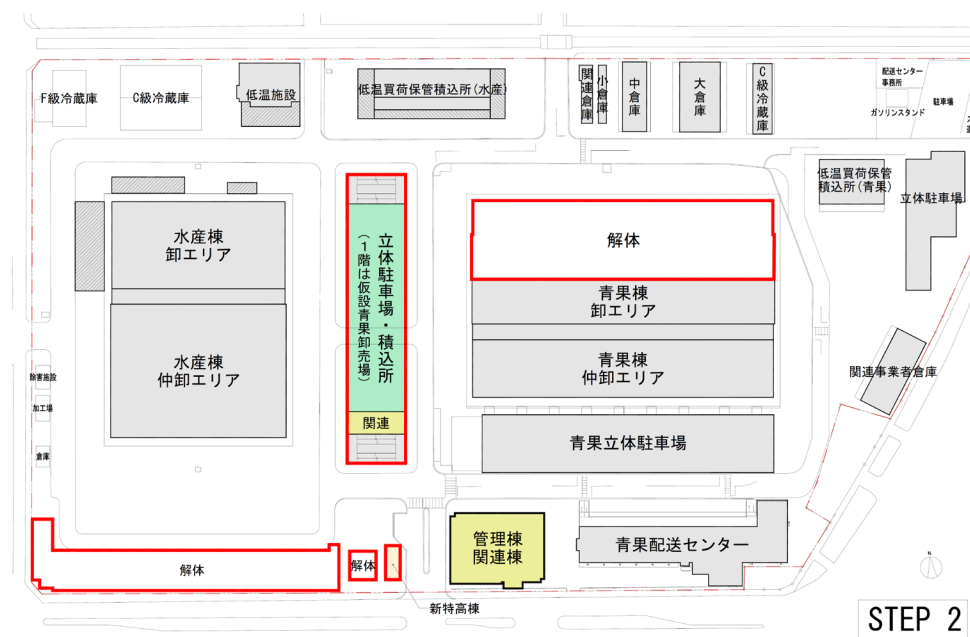 F級冷蔵庫
C級冷蔵庫
低温施設
低温買荷保管積込所(水産)
関連倉庫
小倉庫
中倉庫
大倉庫
C級冷蔵庫
配送センター
事務所
ガソリンスタンド
駐車場
水産棟
卸エリア
立体駐車場・積込所
(1階は仮設青果卸売場)
解体
低温買荷保管
積込所(青果)
立体駐車場
青果棟
卸エリア
水産棟
仲卸エリア
青果棟
仲卸エリア
関連事業者倉庫
除害施設
加工場
倉庫
関連
青果立体駐車場
解体
解体
管理棟
関連棟
青果配送センター
新特高棟
N
STEP 2